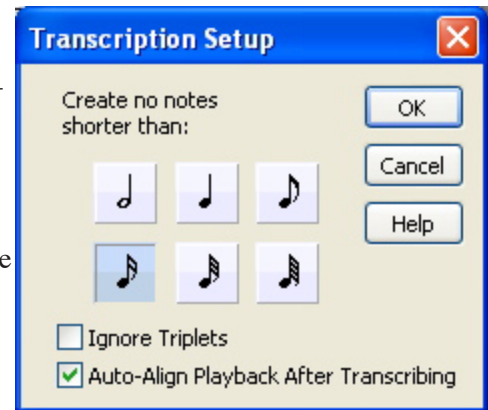 Transcription Setup
Create no notes
shorter than:
OK
Cancel
Help
e
Ignore Triplets
Auto-Align Playback After Transcribing